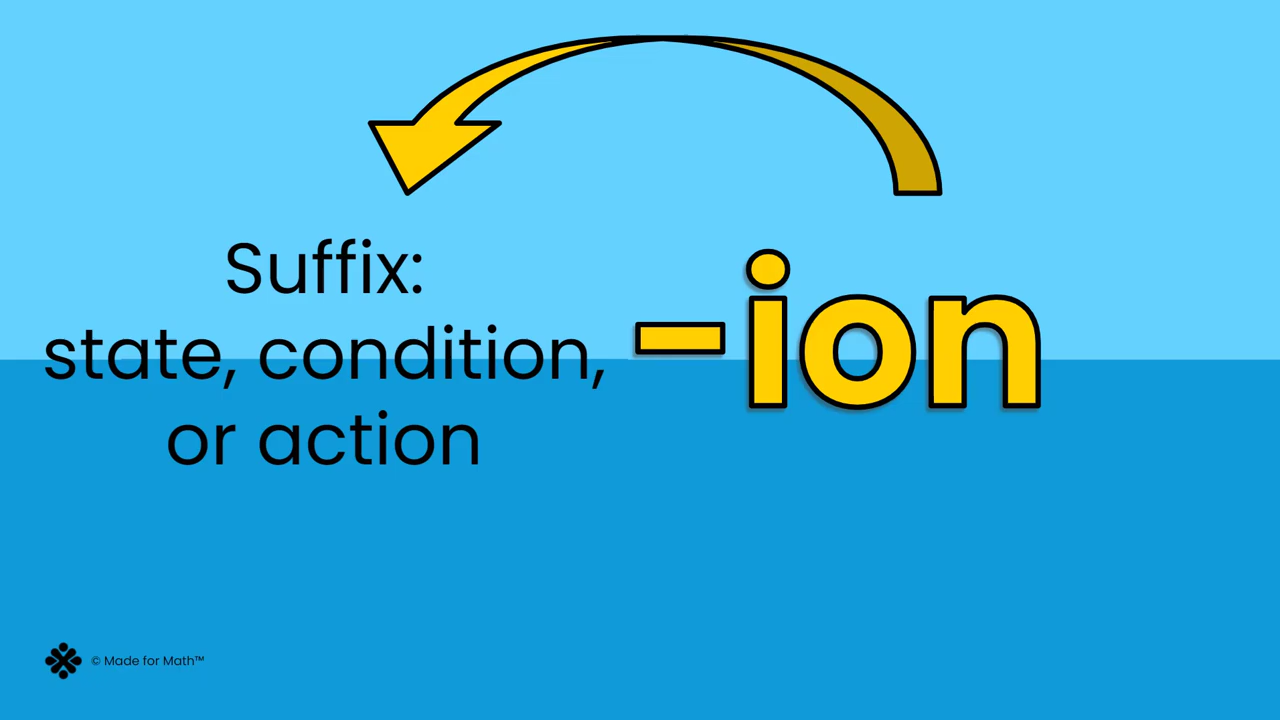 Suffix:
state, condition,
or action
-ion
© Made for Math™